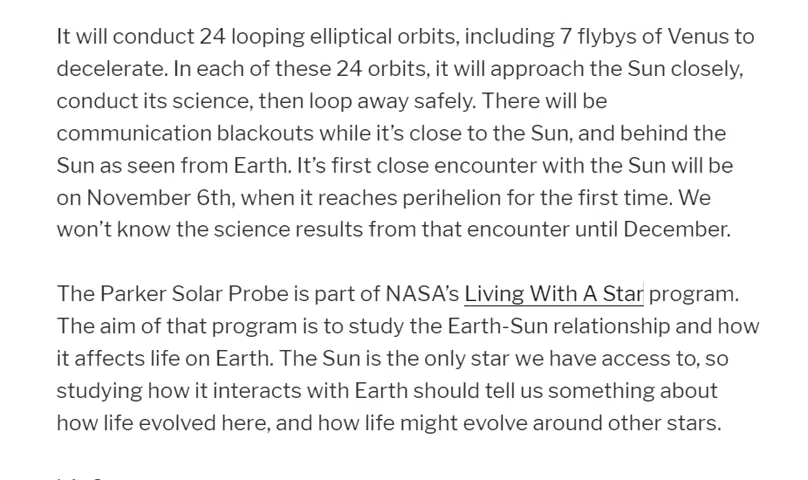 It will conduct 24 looping elliptical orbits, including 7 flybys of Venus to
decelerate. In each of these 24 orbits, it will approach the Sun closely,
conduct its science, then loop away safely. There will be
communication blackouts while it’s close to the Sun, and behind the
Sun as seen from Earth. It’s first close encounter with the Sun will be
on November 6th, when it reaches perihelion for the first time. We
won’t know the science results from that encounter until December.
The Parker Solar Probe is part of NASA’s Living With A Star program.
The aim of that program is to study the Earth-Sun relationship and how
it affects life on Earth. The Sun is the only star we have access to, so
studying how it interacts with Earth should tell us something about
how life evolved here, and how life might evolve around other stars.